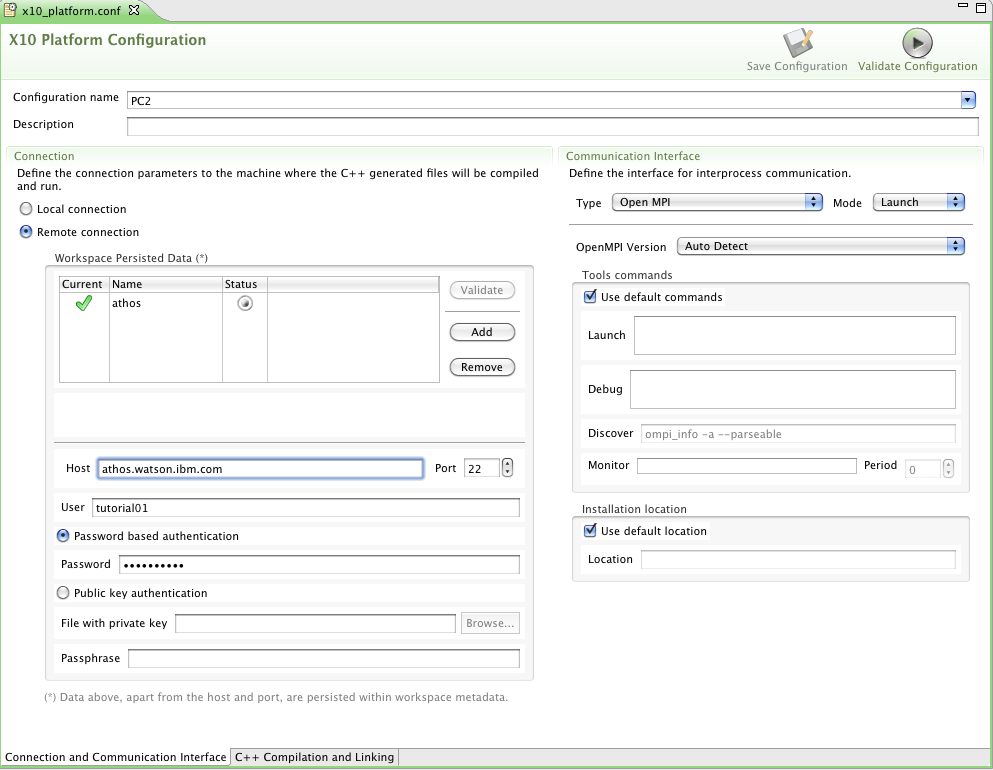 x10_platform.conf
X10 Platform Configuration
Save Configuration
Validate Configuration
Configuration name
PC2
Description
Connection
Define the connection parameters to the machine where the C++ generated files will be compiled
and run.
Local connection
Remote connection
Workspace Persisted Data (*)
Current Name Status
athos
Validate
Add
Remove
Host athos.watson.ibm.com Port 22
User tutorial01
Password based authentication
Password ••••••••••
Public key authentication
File with private key Browse...
Passphrase
(*) Data above, apart from the host and port, are persisted within workspace metadata.
Communication Interface
Define the interface for interprocess communication.
Type Open MPI Mode Launch
OpenMPI Version Auto Detect
Tools commands
Use default commands
Launch
Debug
Discover ompi_info -a --parseable
Monitor Period 0
Installation location
Use default location
Location
Connection and Communication Interface C++ Compilation and Linking